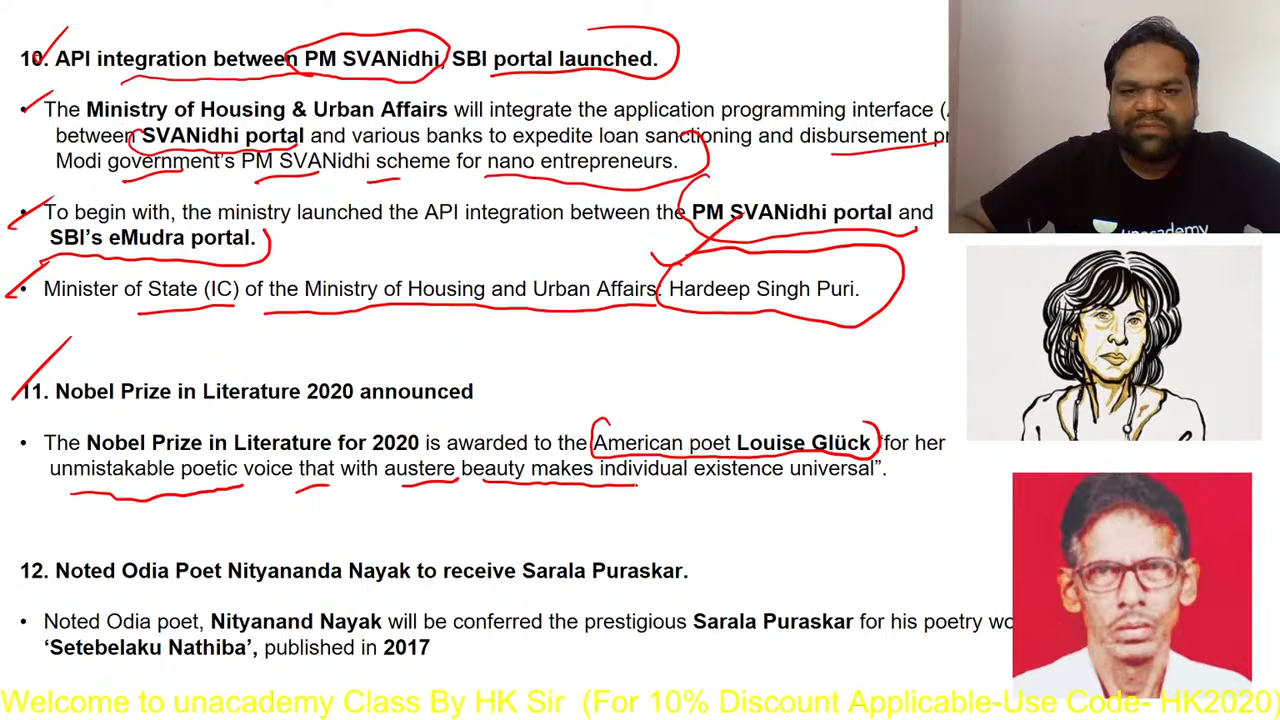 10. API integration between PM SVANidhi, SBI portal launched.
• The Ministry of Housing & Urban Affairs will integrate the application programming interface (
between SVANidhi portal and various banks to expedite loan sanctioning and disbursement
Modi government's PM SVANidhi scheme for nano entrepreneurs.
• To begin with, the ministry launched the API integration between the PM SVANidhi portal and
SBI's eMudra portal.
• Minister of State (IC) of the Ministry of Housing and Urban Affairs: Hardeep Singh Puri.
unacademy
11. Nobel Prize in Literature 2020 announced
• The Nobel Prize in Literature for 2020 is awarded to the American poet Louise Glück "for her
unmistakable poetic voice that with austere beauty makes individual existence universal”.
12. Noted Odia Poet Nityananda Nayak to receive Sarala Puraskar.
• Noted Odia poet, Nityanand Nayak will be conferred the prestigious Sarala Puraskar for his poetry
‘Setebelaku Nathiba’, published in 2017
Welcome to unacademy Class By HK Sir (For 10% Discount Applicable-Use Code- HK2020)